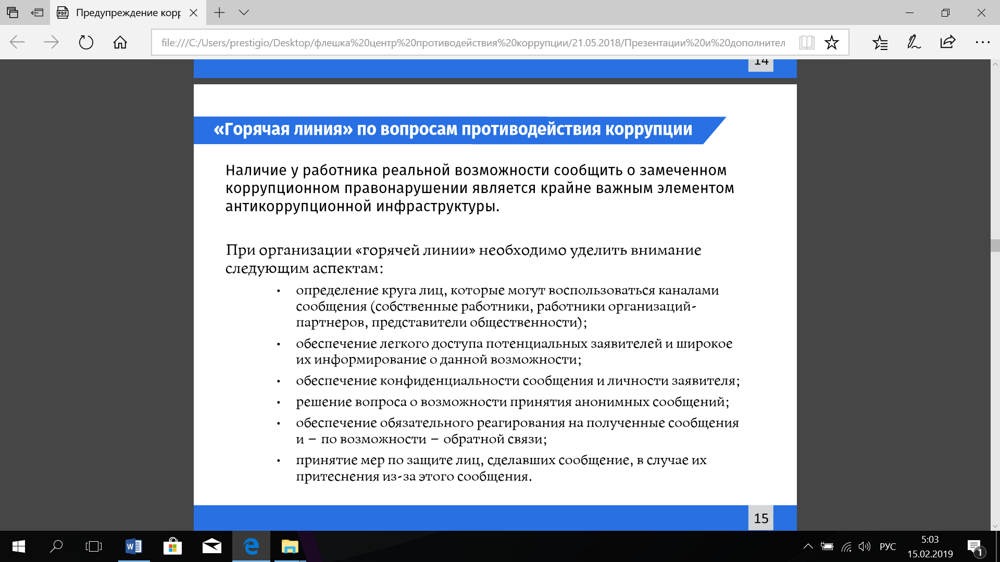 Предупреждение корр
file:///C:/Users/prestigio/Desktop/флешка%20центр%20противодействия%20коррупции/21.05.2018/Презентации%20и%20дополнител
14
«Горячая линия» по вопросам противодействия коррупции
Наличие у работника реальной возможности сообщить о замеченном
коррупционном правонарушении является крайне важным элементом
антикоррупционной инфраструктуры.
При организации «горячей линии» необходимо уделить внимание
следующим аспектам:
• определение круга лиц, которые могут воспользоваться каналами
сообщения (собственные работники, работники организаций-
партнеров, представители общественности);
• обеспечение легкого доступа потенциальных заявителей и широкое
их информирование о данной возможности;
• обеспечение конфиденциальности сообщения и личности заявителя;
• решение вопроса о возможности принятия анонимных сообщений;
• обеспечение обязательного реагирования на полученные сообщения
и – по возможности – обратной связи;
• принятие мер по защите лиц, сделавших сообщение, в случае их
притеснения из-за этого сообщения.
15
РУС
5:03
15.02.2019
1